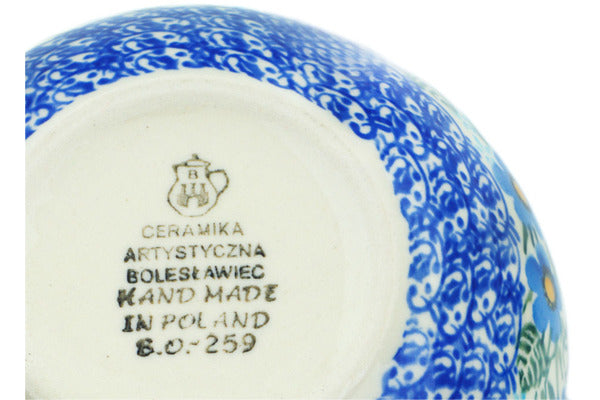 B
CERAMIKA
ARTYSTYCZNA
BOLESŁAWIEC
HAND MADE
IN POLAND
B.O.-259